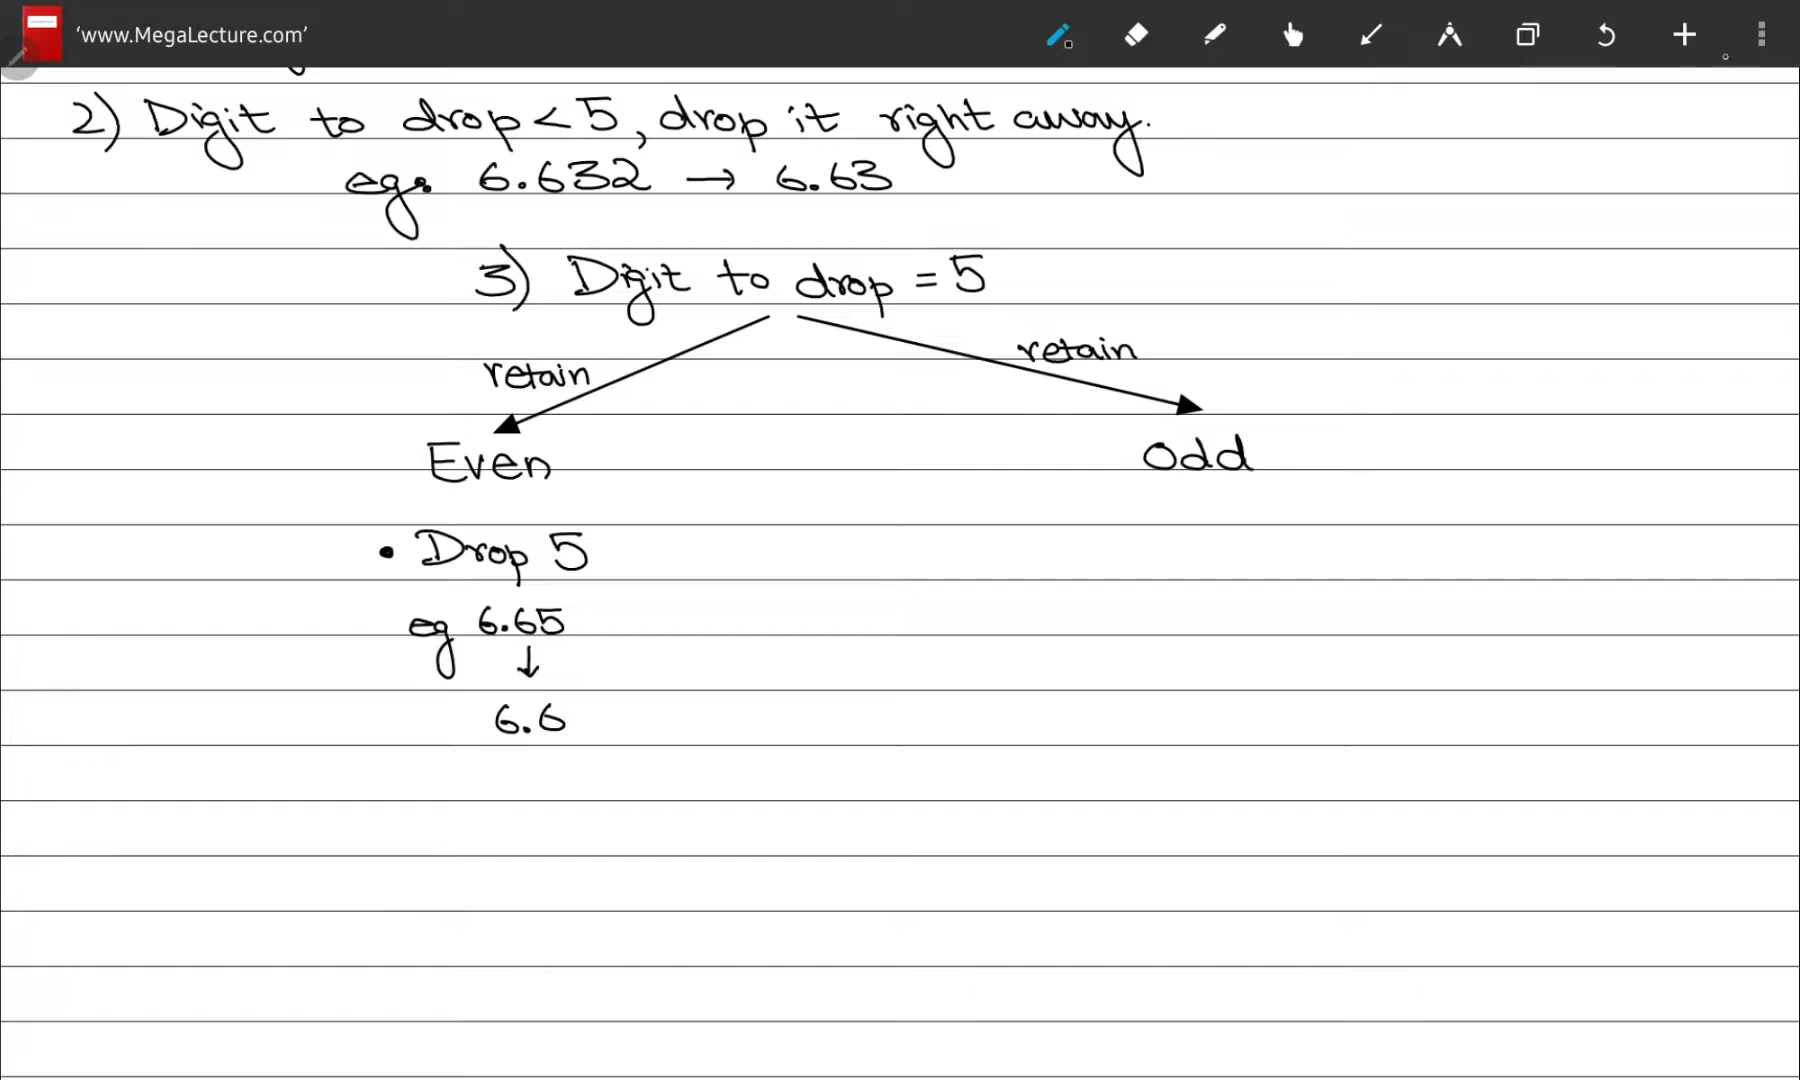 'www.MegaLecture.com'
2) Digit to drop < 5, drop it right away.
eg. 6.632 → 6.63
3) Digit to drop = 5
retain retain
Even Odd
• Drop 5
eg 6.65
↓
6.6